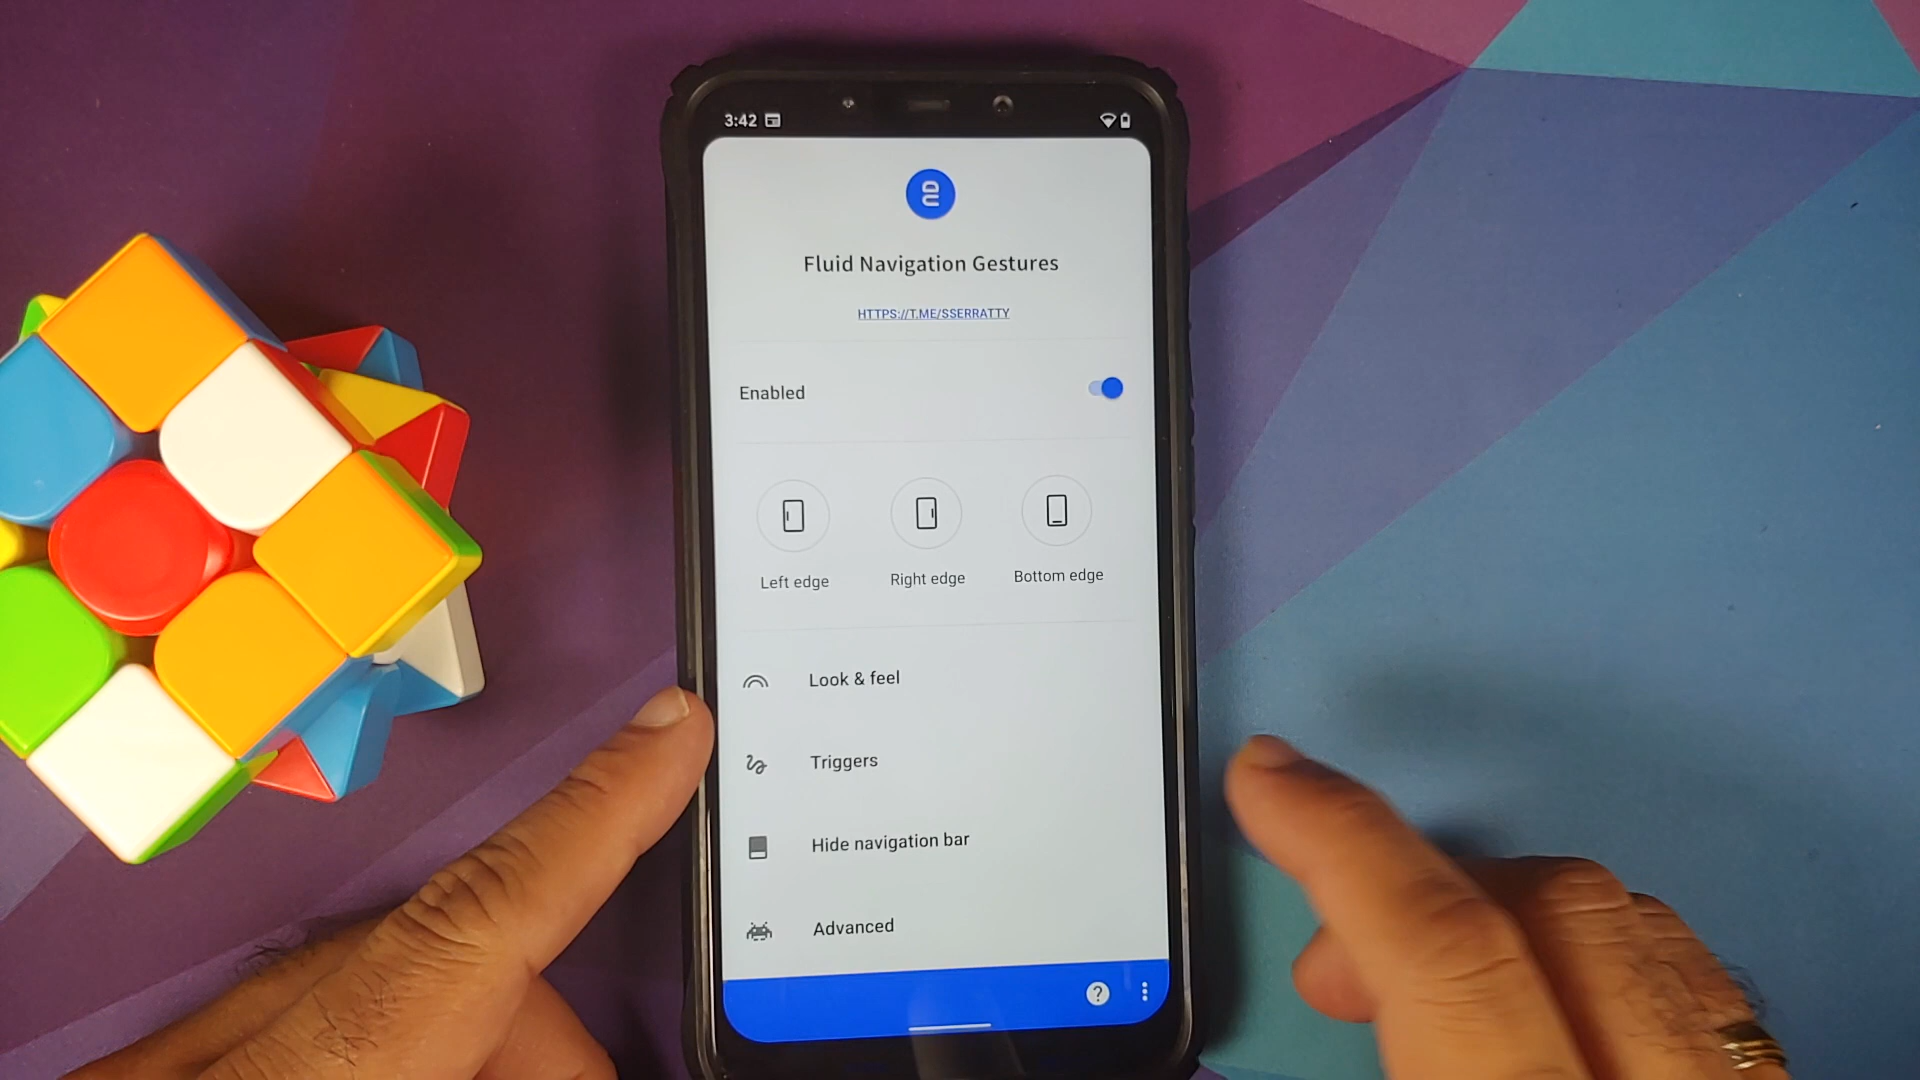 3:42
Fluid Navigation Gestures
HTTPS://T.ME/SSERRATTY
Enabled
Left edge
Right edge
Bottom edge
Look & feel
Triggers
Hide navigation bar
Advanced
?